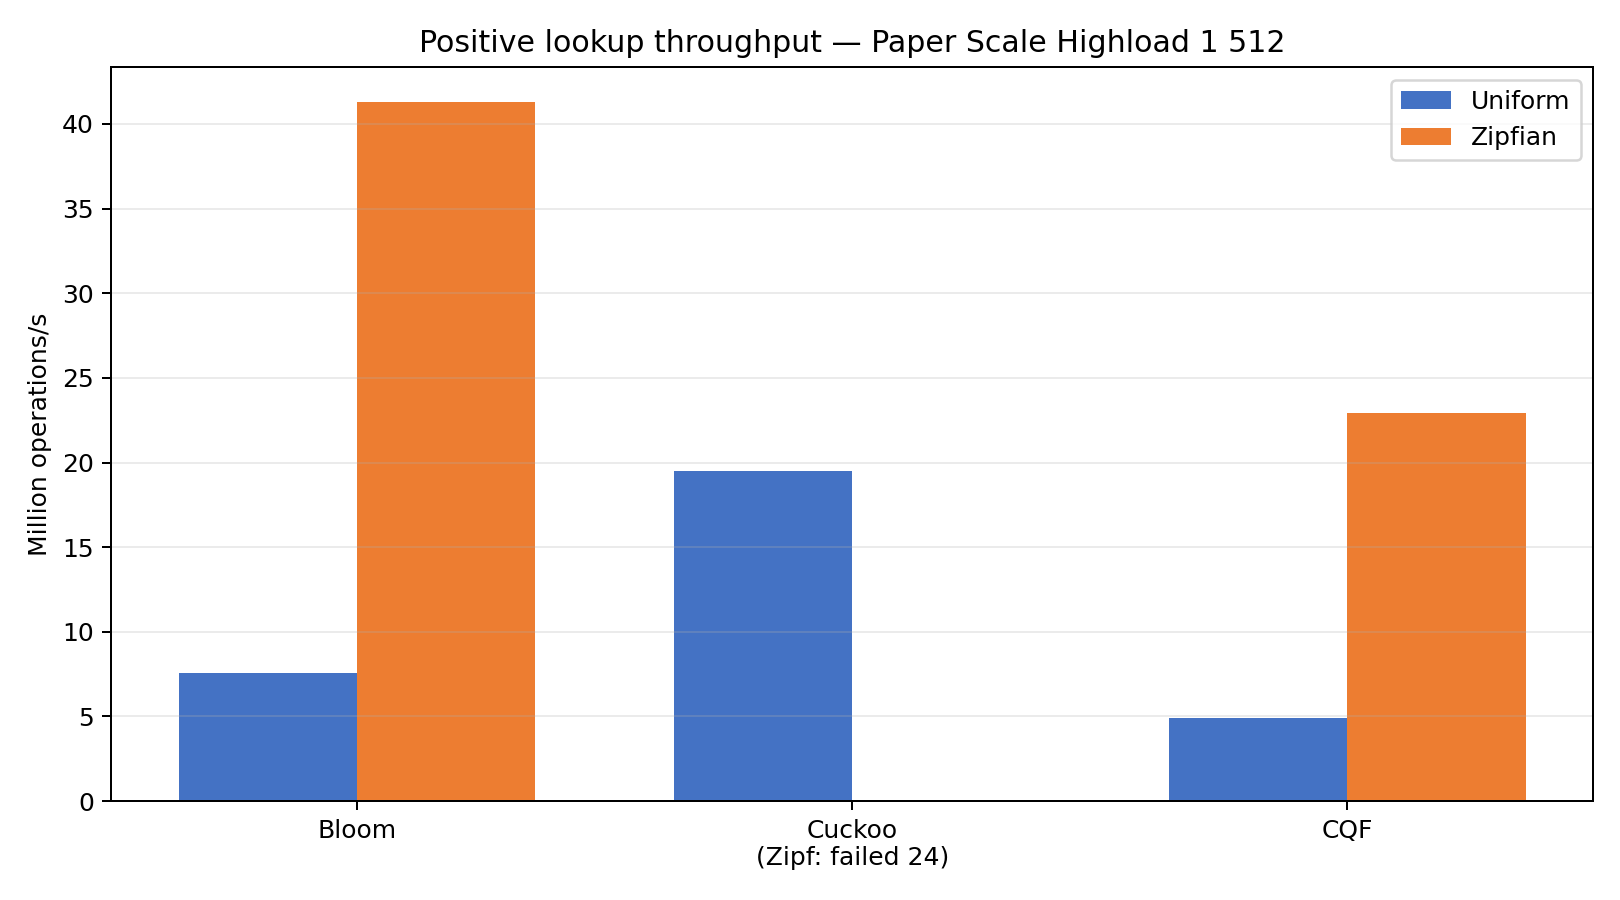 Positive lookup throughput — Paper Scale Highload 1 512
Uniform
Zipfian
Million operations/s
40
35
30
25
20
15
10
5
0
Bloom
Cuckoo
(Zipf: failed 24)
CQF